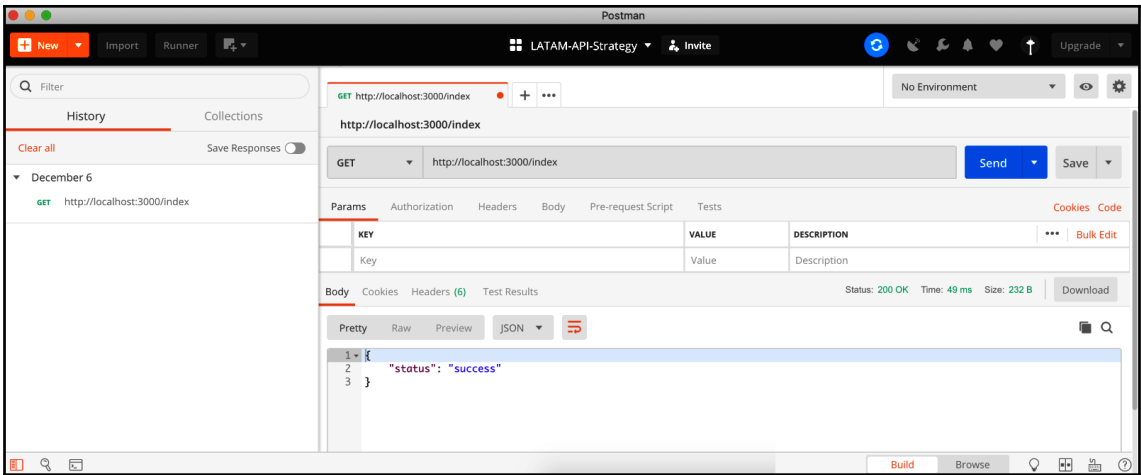 Postman
New Import Runner LATAM-API-Strategy Invite Upgrade
Filter
History Collections
Clear all Save Responses
December 6
GET http://localhost:3000/index
GET http://localhost:3000/index
No Environment
http://localhost:3000/index
GET http://localhost:3000/index Send Save
Params Authorization Headers Body Pre-request Script Tests Cookies Code
KEY VALUE DESCRIPTION Bulk Edit
Key Value Description
Body Cookies Headers (6) Test Results Status: 200 OK Time: 49 ms Size: 232 B Download
Pretty Raw Preview JSON
1 {
2 "status": "success"
3 }
Build Browse